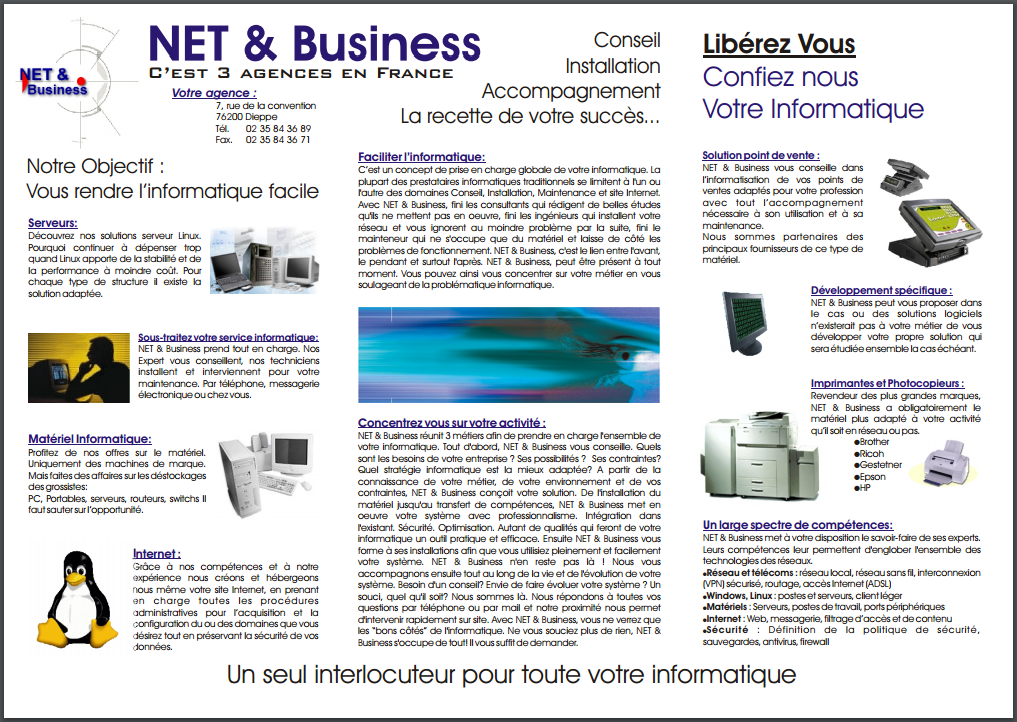 NET &
Business
NET & Business
C'EST 3 AGENCES EN FRANCE
Votre agence :
7, rue de la convention
76200 Dieppe
Tél. 02 35 84 36 89
Fax. 02 35 84 36 71
Conseil
Installation
Accompagnement
La recette de votre succès...
Libérez Vous
Confiez nous
Votre Informatique
Notre Objectif :
Vous rendre l'informatique facile
Serveurs:
Découvrez nos solutions serveur Linux.
Pourquoi continuer à dépenser trop
quand Linux apporte de la stabilité et de
la performance à moindre coût. Pour
chaque type de structure il existe la
solution adaptée.
Sous-traitez votre service informatique:
NET & Business prend tout en charge. Nos
Expert vous conseillent, nos techniciens
installent et interviennent pour votre
maintenance. Par téléphone, messagerie
électronique ou chez vous.
Matériel Informatique:
Profitez de nos offres sur le matériel.
Uniquement des machines de marque.
Mais faites des affaires sur les déstockages
des grossistes:
PC, Portables, serveurs, routeurs, switchs Il
faut sauter sur l'opportunité.
Internet :
Grâce à nos compétences et à notre
expérience nous créons et hébergeons
nous même votre site Internet, en prenant
en charge toutes les procédures
administratives pour l'acquisition et la
configuration du ou des domaines que vous
désirez tout en préservant la sécurité de vos
données.
Faciliter l'informatique:
C'est un concept de prise en charge globale de votre informatique. La
plupart des prestataires informatiques traditionnels se limitent à l'un ou
l'autre des domaines Conseil, Installation, Maintenance et site Internet.
Avec NET & Business, fini les consultants qui rédigent de belles études
qu'ils ne mettent pas en oeuvre, fini les ingénieurs qui installent votre
réseau et vous ignorent au moindre problème par la suite, fini le
mainteneur qui ne s'occupe que du matériel et laisse de côté les
problèmes de fonctionnement. NET & Business, c'est le lien entre l'avant,
le pendant et surtout l'après. NET & Business, peut être présent à tout
moment. Vous pouvez ainsi vous concentrer sur votre métier en vous
soulageant de la problématique informatique.
Concentrez vous sur votre activité :
NET & Business réunit 3 métiers afin de prendre en charge l'ensemble de
votre informatique. Tout d'abord, NET & Business vous conseille. Quels
sont les besoins de votre entreprise ? Ses possibilités ? Ses contraintes?
Quel stratégie informatique est la mieux adaptée? A partir de la
connaissance de votre métier, de votre environnement et de vos
contraintes, NET & Business conçoit votre solution. De l'installation du
matériel jusqu'au transfert de compétences, NET & Business met en
oeuvre votre système avec professionnalisme. Intégration dans
l'existant. Sécurité. Optimisation. Autant de qualités qui feront de votre
informatique un outil pratique et efficace. Ensuite NET & Business vous
forme à ses installations afin que vous utilisiez pleinement et facilement
votre système. NET & Business n'en reste pas là ! Nous vous
accompagnons ensuite tout au long de la vie et de l'évolution de votre
système. Besoin d'un conseil? Envie de faire évoluer votre système ? Un
souci, quel qu'il soit? Nous sommes là. Nous répondons à toutes vos
questions par téléphone ou par mail et notre proximité nous permet
d'intervenir rapidement sur site. Avec NET & Business, vous ne verrez que
les "bons côtés" de l'informatique. Ne vous souciez plus de rien, NET &
Business s'occupe de tout! Il vous suffit de demander.
Solution point de vente :
NET & Business vous conseille dans
l'informatisation de vos points de
ventes adaptés pour votre profession
avec tout l'accompagnement
nécessaire à son utilisation et à sa
maintenance.
Nous sommes partenaires des
principaux fournisseurs de ce type de
matériel.
Développement spécifique :
NET & Business peut vous proposer dans
le cas ou des solutions logiciels
n'existerait pas à votre métier de vous
développer votre propre solution qui
sera étudiée ensemble la cas échéant.
Imprimantes et Photocopieurs :
Revendeur des plus grandes marques,
NET & Business a obligatoirement le
matériel plus adapté à votre activité
qu'il soit en réseau ou pas.
●Brother
●Ricoh
●Gestetner
●Epson
●HP
Un large spectre de compétences:
NET & Business met à votre disposition le savoir-faire de ses experts.
Leurs compétences leur permettent d'englober l'ensemble des
technologies des réseaux.
●Réseau et télécoms : réseau local, réseau sans fil, interconnexion
(VPN) sécurisé, routage, accès Internet (ADSL)
●Windows, Linux : postes et serveurs, client léger
●Matériels : Serveurs, postes de travail, ports périphériques
●Internet : Web, messagerie, filtrage d'accès et de contenu
●Sécurité : Définition de la politique de sécurité,
sauvegardes, antivirus, firewall
Un seul interlocuteur pour toute votre informatique